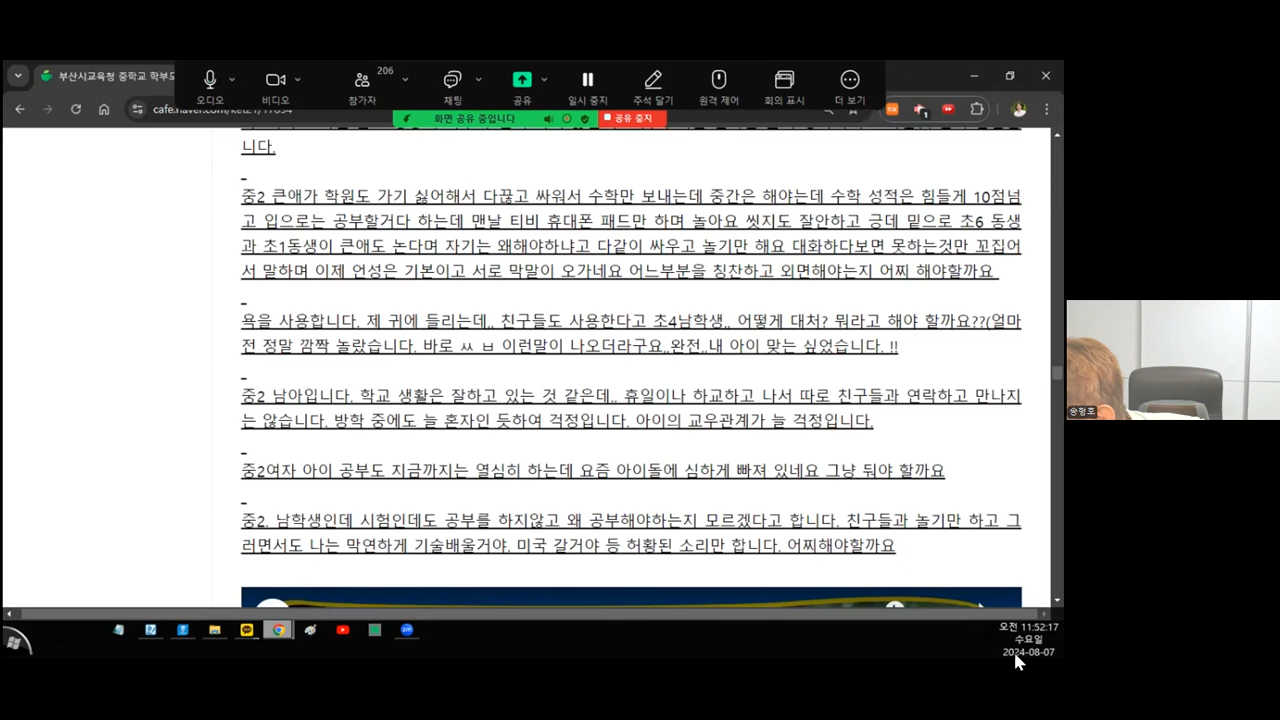 부산시교육청 중학교 학부모
206
오디오
비디오
참가자
채팅
공유
일시 중지
주석 달기
원격 제어
회의 표시
더 보기
화면 공유 중입니다
공유 중지
니다.
중2 큰애가 학원도 가기 싫어해서 다끊고 싸워서 수학만 보내는데 중간은 해야는데 수학 성적은 힘들게 10점넘
고 입으로는 공부할거다 하는데 맨날 티비 휴대폰 패드만 하며 놀아요 씻지도 잘안하고 긍데 밑으로 초6 동생
과 초1동생이 큰애도 논다며 자기는 왜해야하냐고 다같이 싸우고 놀기만 해요 대화하다보면 못하는것만 꼬집어
서 말하며 이제 언성은 기본이고 서로 막말이 오가네요 어느부분을 칭찬하고 외면해야는지 어찌 해야할까요
욕을 사용합니다. 제 귀에 들리는데.. 친구들도 사용한다고 초4남학생.. 어떻게 대처? 뭐라고 해야 할까요??(얼마
전 정말 깜짝 놀랐습니다. 바로 ㅆ ㅂ 이런말이 나오더라구요..완전..내 아이 맞는 싶었습니다. !!
중2 남아입니다. 학교 생활은 잘하고 있는 것 같은데.. 휴일이나 하교하고 나서 따로 친구들과 연락하고 만나지
는 않습니다. 방학 중에도 늘 혼자인 듯하여 걱정입니다. 아이의 교우관계가 늘 걱정입니다.
중2여자 아이 공부도 지금까지는 열심히 하는데 요즘 아이돌에 심하게 빠져 있네요 그냥 둬야 할까요
중2. 남학생인데 시험인데도 공부를 하지않고 왜 공부해야하는지 모르겠다고 합니다. 친구들과 놀기만 하고 그
러면서도 나는 막연하게 기술배울거야. 미국 갈거야 등 허황된 소리만 합니다. 어찌해야할까요
오전 11:52:17
수요일
2024-08-07
송형호